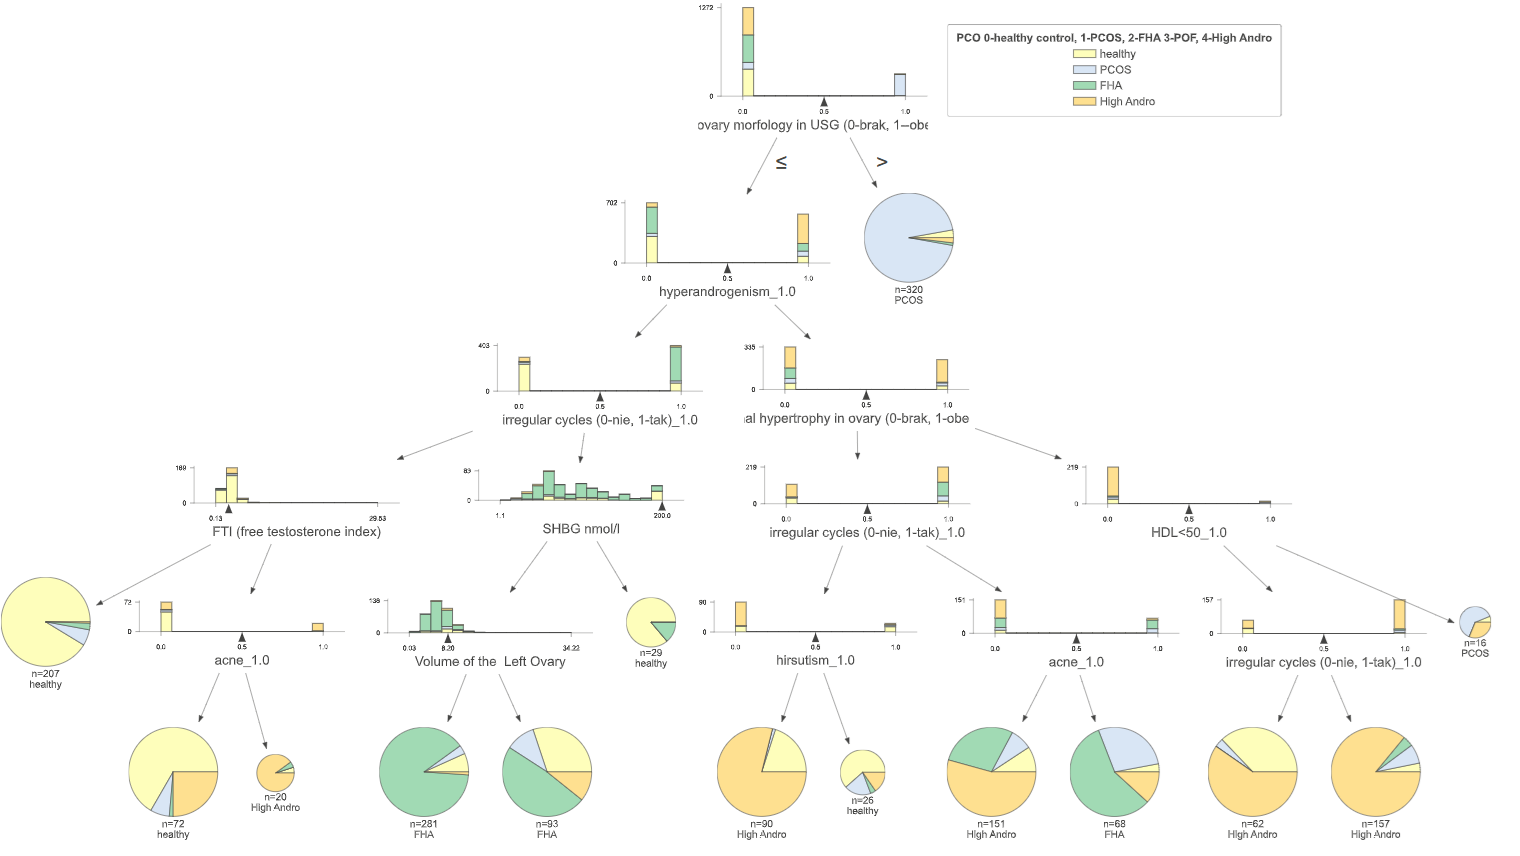 1272
0
0.0
0.5
1.0
ovary morfology in USG (0-brak, 1--obe
PCO 0-healthy control, 1-PCOS, 2-FHA 3-POF, 4-High Andro
healthy
PCOS
FHA
High Andro
≤
>
702
0
0.0
0.5
1.0
hyperandrogenism_1.0
n=320
PCOS
403
0
0.0
0.5
1.0
irregular cycles (0-nie, 1-tak)_1.0
335
0
0.0
0.5
1.0
al hypertrophy in ovary (0-brak, 1-obe
189
0
0.13
29.53
FTI (free testosterone index)
83
0
1.1
200.0
SHBG nmol/l
219
0
0.0
0.5
1.0
irregular cycles (0-nie, 1-tak)_1.0
219
0
0.0
0.5
1.0
HDL<50_1.0
n=207
healthy
72
0
0.0
0.5
1.0
acne_1.0
138
0
0.03
8.20
34.22
Volume of the Left Ovary
n=29
healthy
90
0
0.0
0.5
1.0
hirsutism_1.0
151
0
0.0
0.5
1.0
acne_1.0
157
0
0.0
0.5
1.0
irregular cycles (0-nie, 1-tak)_1.0
n=16
PCOS
n=72
healthy
n=20
High Andro
n=281
FHA
n=93
FHA
n=90
High Andro
n=26
healthy
n=151
High Andro
n=68
FHA
n=62
High Andro
n=157
High Andro